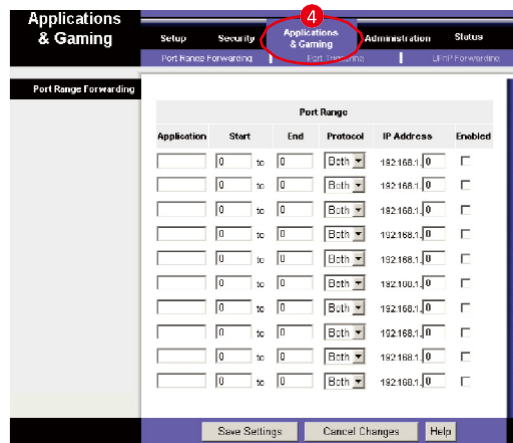 Applications
& Gaming
4
Setup Security Applications & Gaming Administration Status
Port Range Forwarding Port Triggering UPnP Forwarding
Port Range Forwarding
Port Range
Application Start End Protocol IP Address Enabled
0 to 0 Both 192.168.1. 0
0 to 0 Both 192.168.1. 0
0 to 0 Both 192.168.1. 0
0 to 0 Both 192.168.1. 0
0 to 0 Both 192.168.1. 0
0 to 0 Both 192.168.1. 0
0 to 0 Both 192.168.1. 0
0 to 0 Both 192.168.1. 0
0 to 0 Both 192.168.1. 0
0 to 0 Both 192.168.1. 0
Save Settings Cancel Changes Help